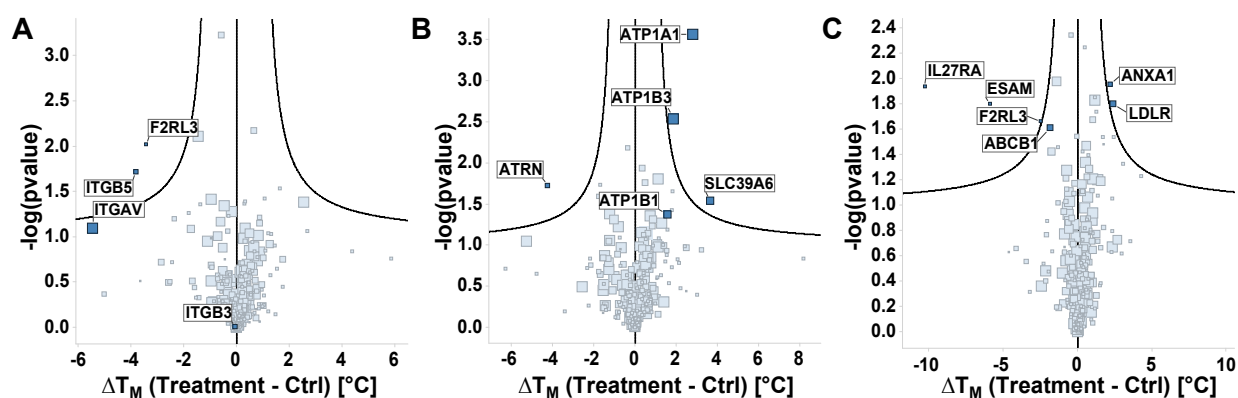 A
B
C
-log(pvalue)
3.0
2.5
2.0
1.5
1.0
0.5
0.0
F2RL3
ITGB5
ITGAV
ITGB3
-6 -4 -2 0 2 4 6
ΔTM (Treatment - Ctrl) [°C]
-log(pvalue)
3.5
3.0
2.5
2.0
1.5
1.0
0.5
0.0
ATP1A1
ATP1B3
ATRN
SLC39A6
ATP1B1
-6 -4 -2 0 2 4 6 8
ΔTM (Treatment - Ctrl) [°C]
-log(pvalue)
2.4
2.2
2.0
1.8
1.6
1.4
1.2
1.0
0.8
0.6
0.4
0.2
0.0
IL27RA
ANXA1
ESAM
F2RL3
LDLR
ABCB1
-10 -5 0 5 10
ΔTM (Treatment - Ctrl) [°C]